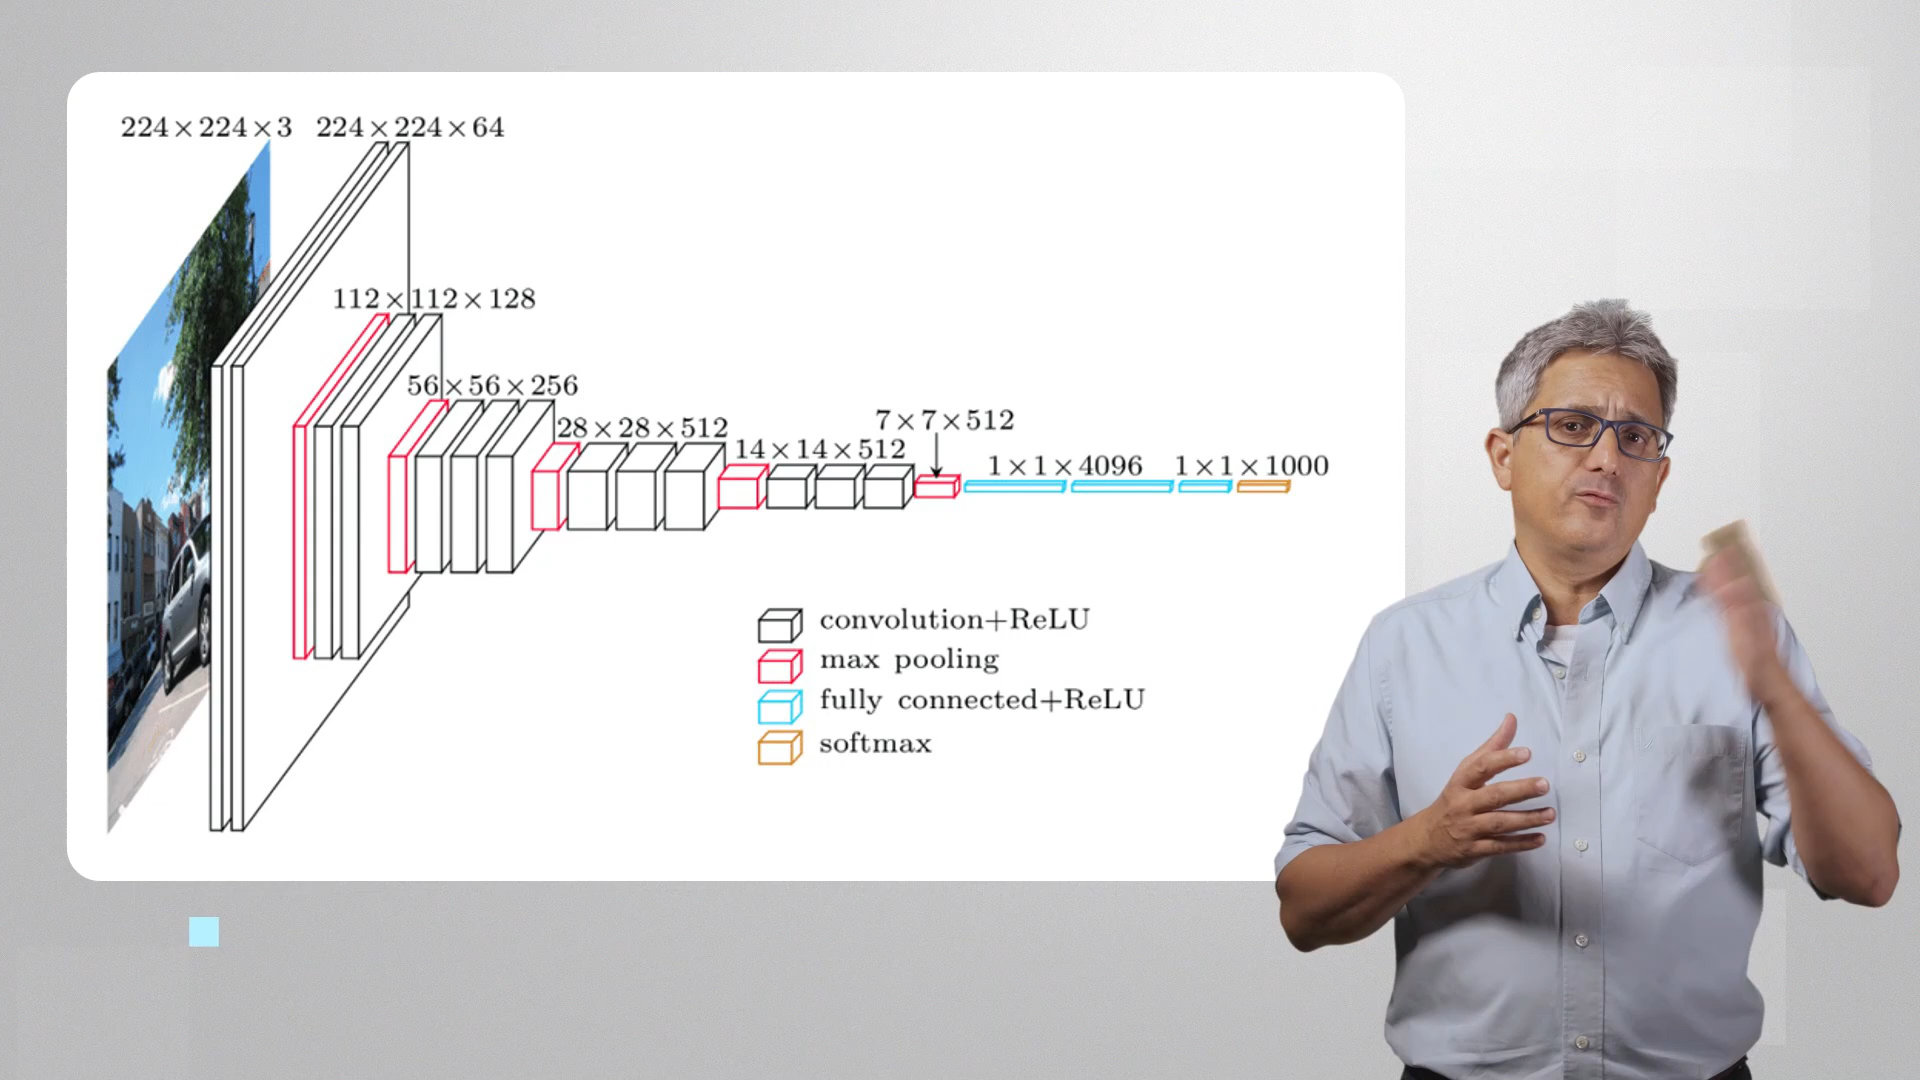 224×224×3
224×224×64
112×112×128
56×56×256
28×28×512
14×14×512
7×7×512
1×1×4096
1×1×1000
convolution+ReLU
max pooling
fully connected+ReLU
softmax